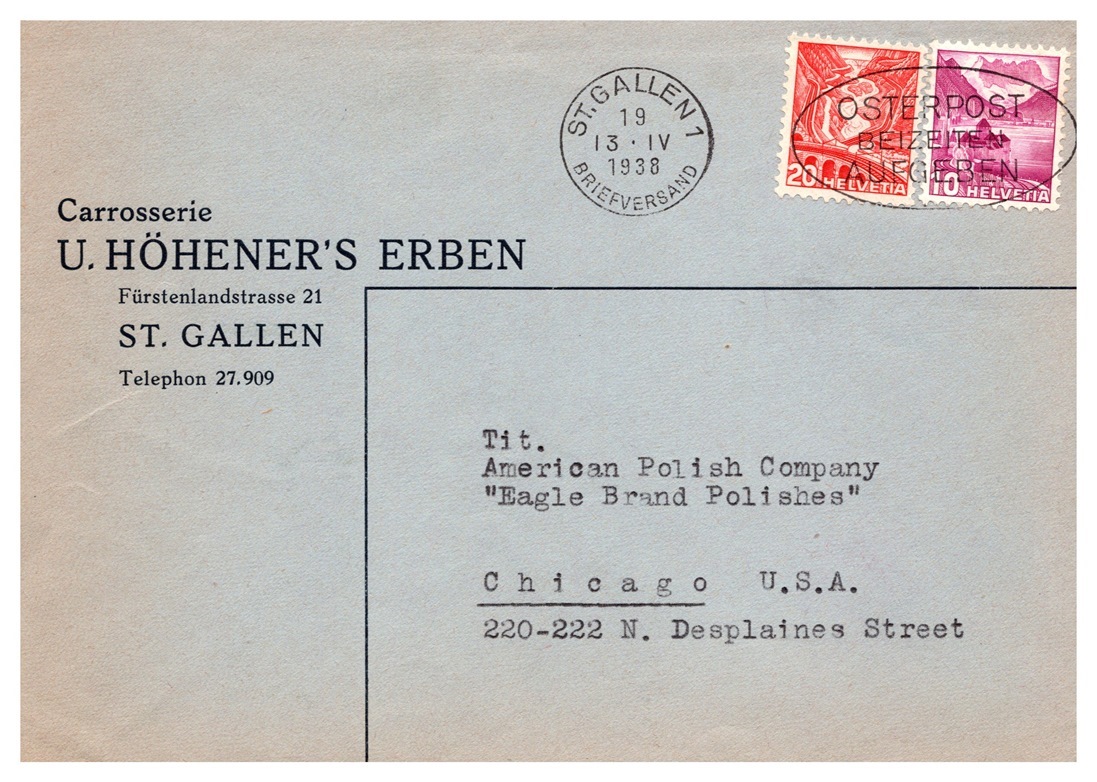 Carrosserie
U. HÖHENER'S ERBEN
Fürstenlandstrasse 21
ST. GALLEN
Telephon 27.909
ST. GALLEN 1
19
13 · IV
1938
BRIEFVERSAND
OSTERPOST
BEIZEITEN
AUFGEBEN
20 HELVETIA
10 HELVETIA
Tit.
American Polish Company
"Eagle Brand Polishes"
Chicago U.S.A.
220-222 N. Desplaines Street